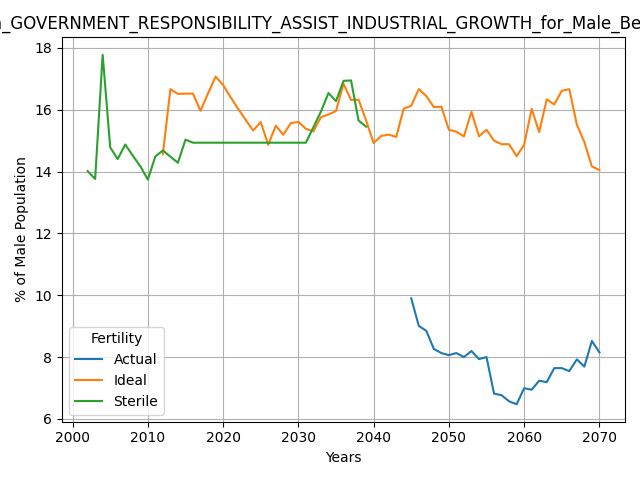 _GOVERNMENT_RESPONSIBILITY_ASSIST_INDUSTRIAL_GROWTH_for_Male_Be
% of Male Population
18
16
14
12
10
8
6
Fertility
Actual
Ideal
Sterile
2000 2010 2020 2030 2040 2050 2060 2070
Years